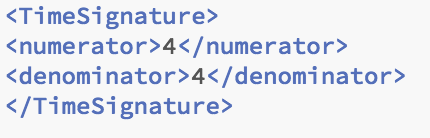 <TimeSignature>
<numerator>4</numerator>
<denominator>4</denominator>
</TimeSignature>